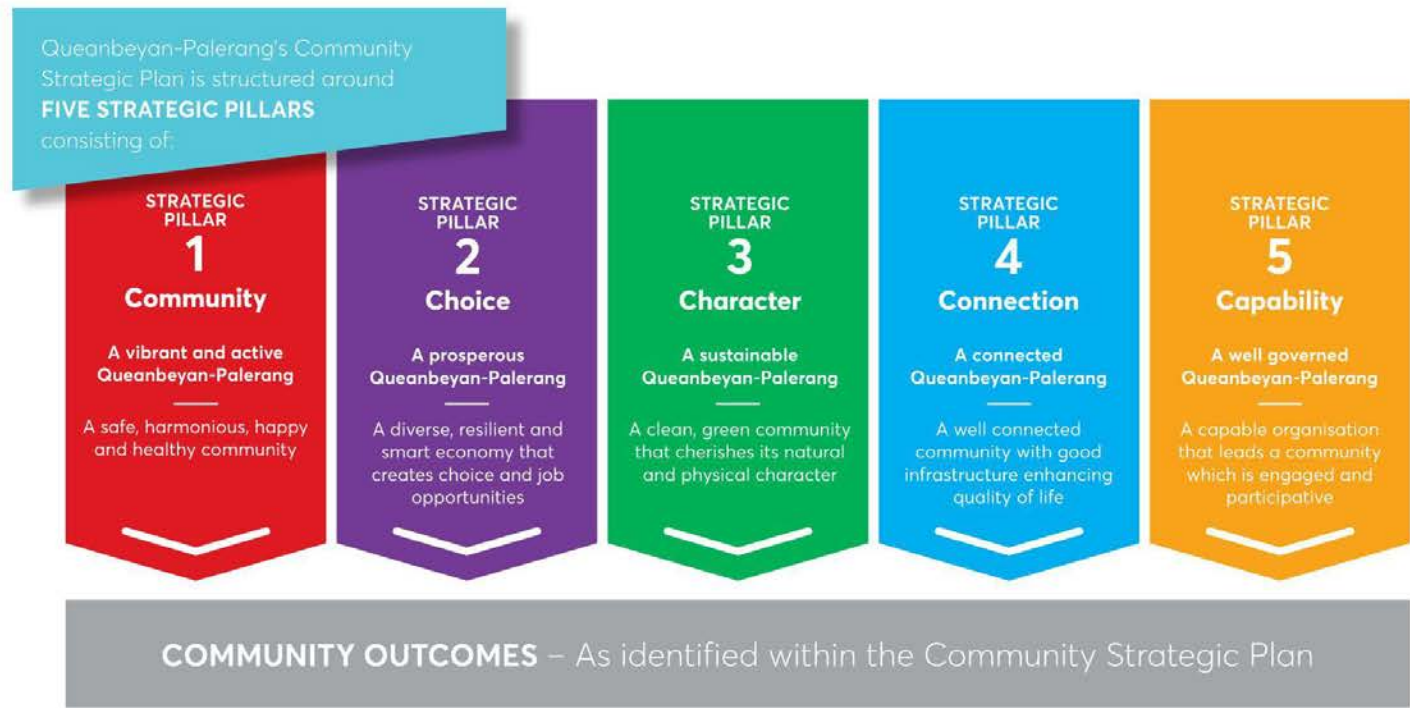 Queanbeyan-Palerang's Community
Strategic Plan is structured around
FIVE STRATEGIC PILLARS
consisting of:
STRATEGIC
PILLAR
1
Community
A vibrant and active
Queanbeyan-Palerang
A safe, harmonious, happy
and healthy community
STRATEGIC
PILLAR
2
Choice
A prosperous
Queanbeyan-Palerang
A diverse, resilient and
smart economy that
creates choice and job
opportunities
STRATEGIC
PILLAR
3
Character
A sustainable
Queanbeyan-Palerang
A clean, green community
that cherishes its natural
and physical character
STRATEGIC
PILLAR
4
Connection
A connected
Queanbeyan-Palerang
A well connected
community with good
infrastructure enhancing
quality of life
STRATEGIC
PILLAR
5
Capability
A well governed
Queanbeyan-Palerang
A capable organisation
that leads a community
which is engaged and
participative
COMMUNITY OUTCOMES – As identified within the Community Strategic Plan